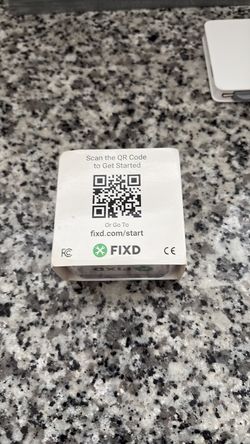 Scan the QR Code
to Get Started
Or Go To
fixd.com/start
FC
FIXD
CE